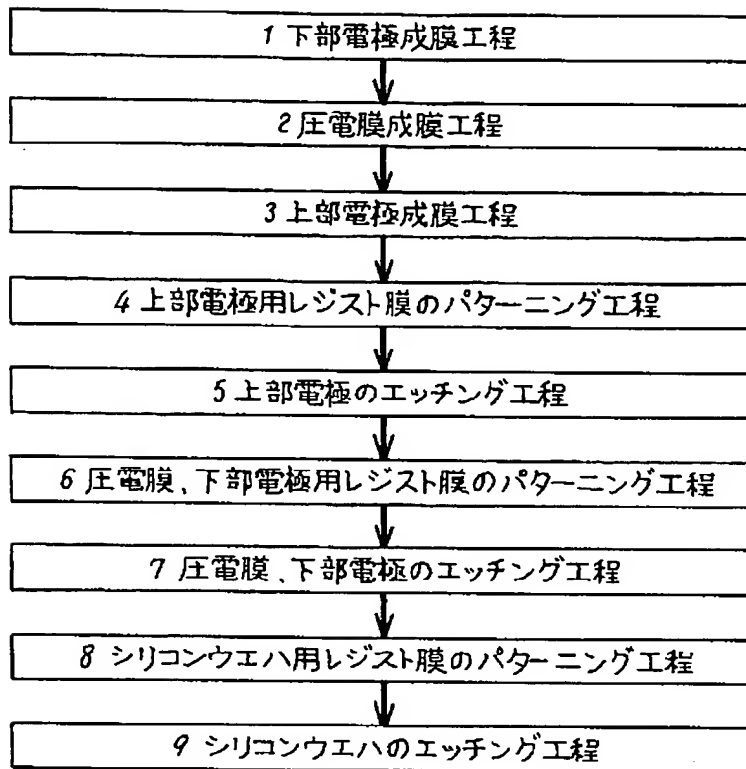 1 下部電極成膜工程
2 圧電膜成膜工程
3 上部電極成膜工程
4 上部電極用レジスト膜のパターニング工程
5 上部電極のエッチング工程
6 圧電膜、下部電極用レジスト膜のパターニング工程
7 圧電膜、下部電極のエッチング工程
8 シリコンウエハ用レジスト膜のパターニング工程
9 シリコンウエハのエッチング工程